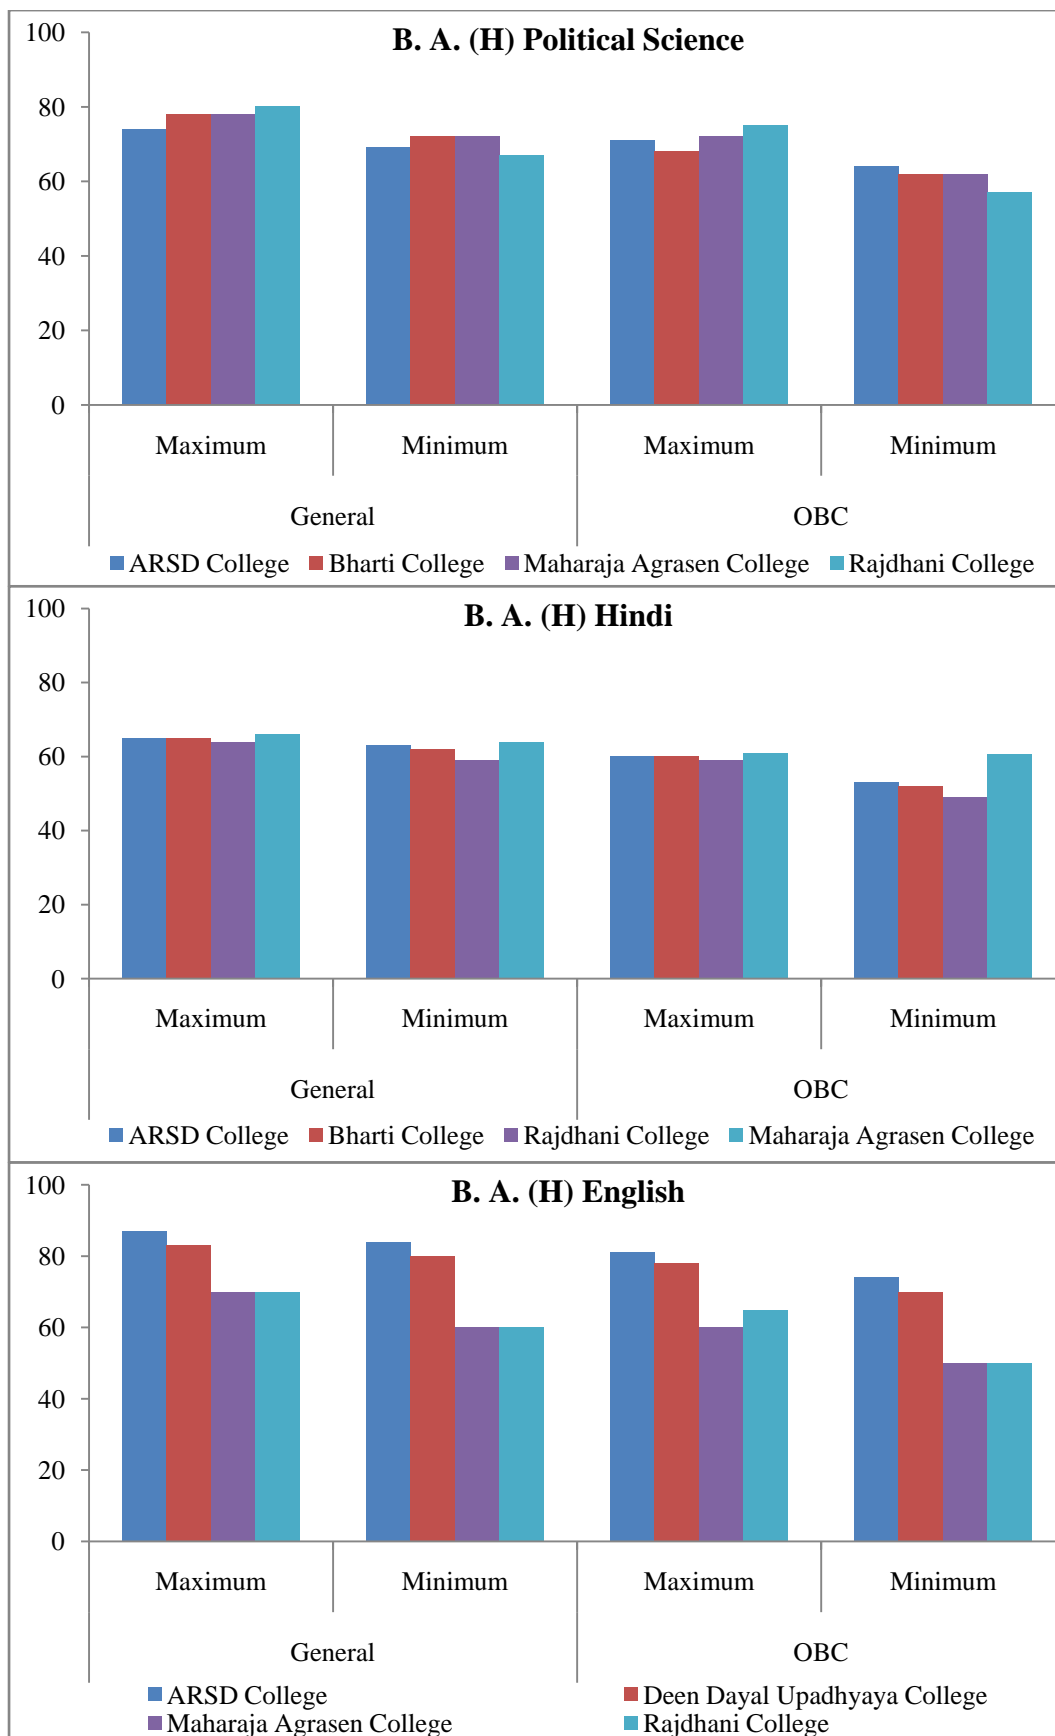 B. A. (H) Political Science
100
80
60
40
20
0
Maximum Minimum Maximum Minimum
General OBC
ARSD College Bharti College Maharaja Agrasen College Rajdhani College
B. A. (H) Hindi
100
80
60
40
20
0
Maximum Minimum Maximum Minimum
General OBC
ARSD College Bharti College Rajdhani College Maharaja Agrasen College
B. A. (H) English
100
80
60
40
20
0
Maximum Minimum Maximum Minimum
General OBC
ARSD College Deen Dayal Upadhyaya College
Maharaja Agrasen College Rajdhani College